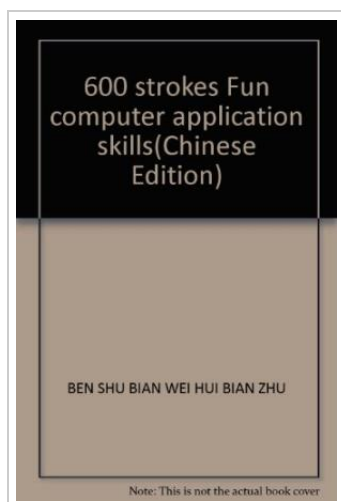 600 strokes Fun
computer application
skills(Chinese
Edition)
BEN SHU BIAN WEI HUI BIAN ZHU
Note: This is not the actual book cover